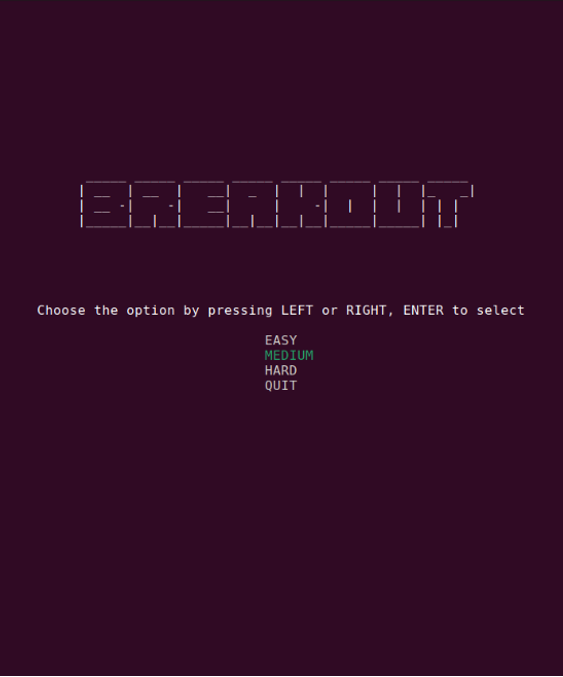 BREAKOUT
Choose the option by pressing LEFT or RIGHT, ENTER to select
EASY
MEDIUM
HARD
QUIT